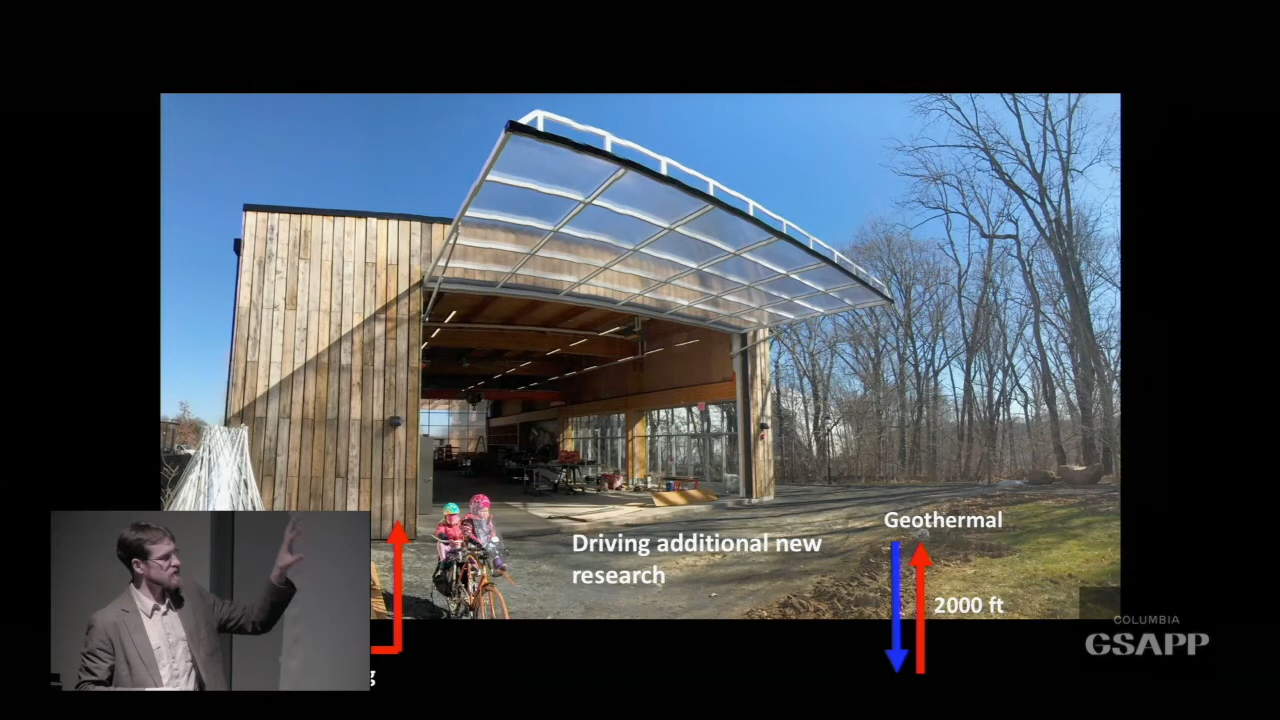 Geothermal
Driving additional new
research
2000 ft
COLUMBIA
GSAPP